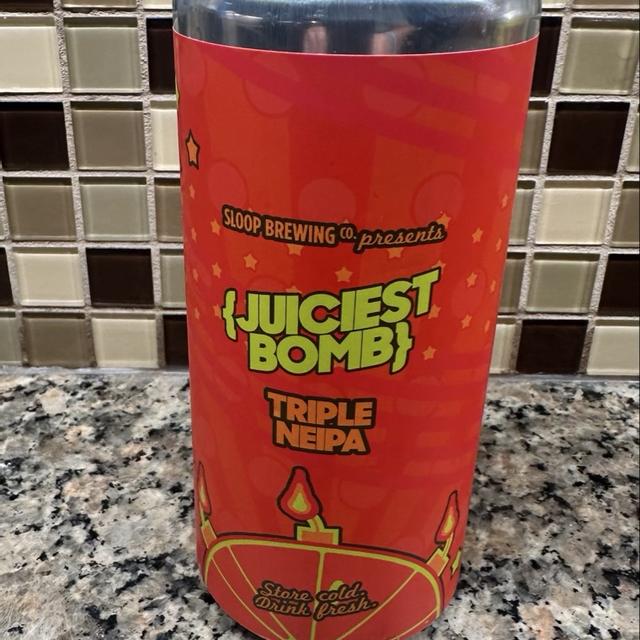 SLOOP BREWING CO. presents
{JUICIEST
BOMB}
TRIPLE
NEIPA
Store cold.
Drink fresh.